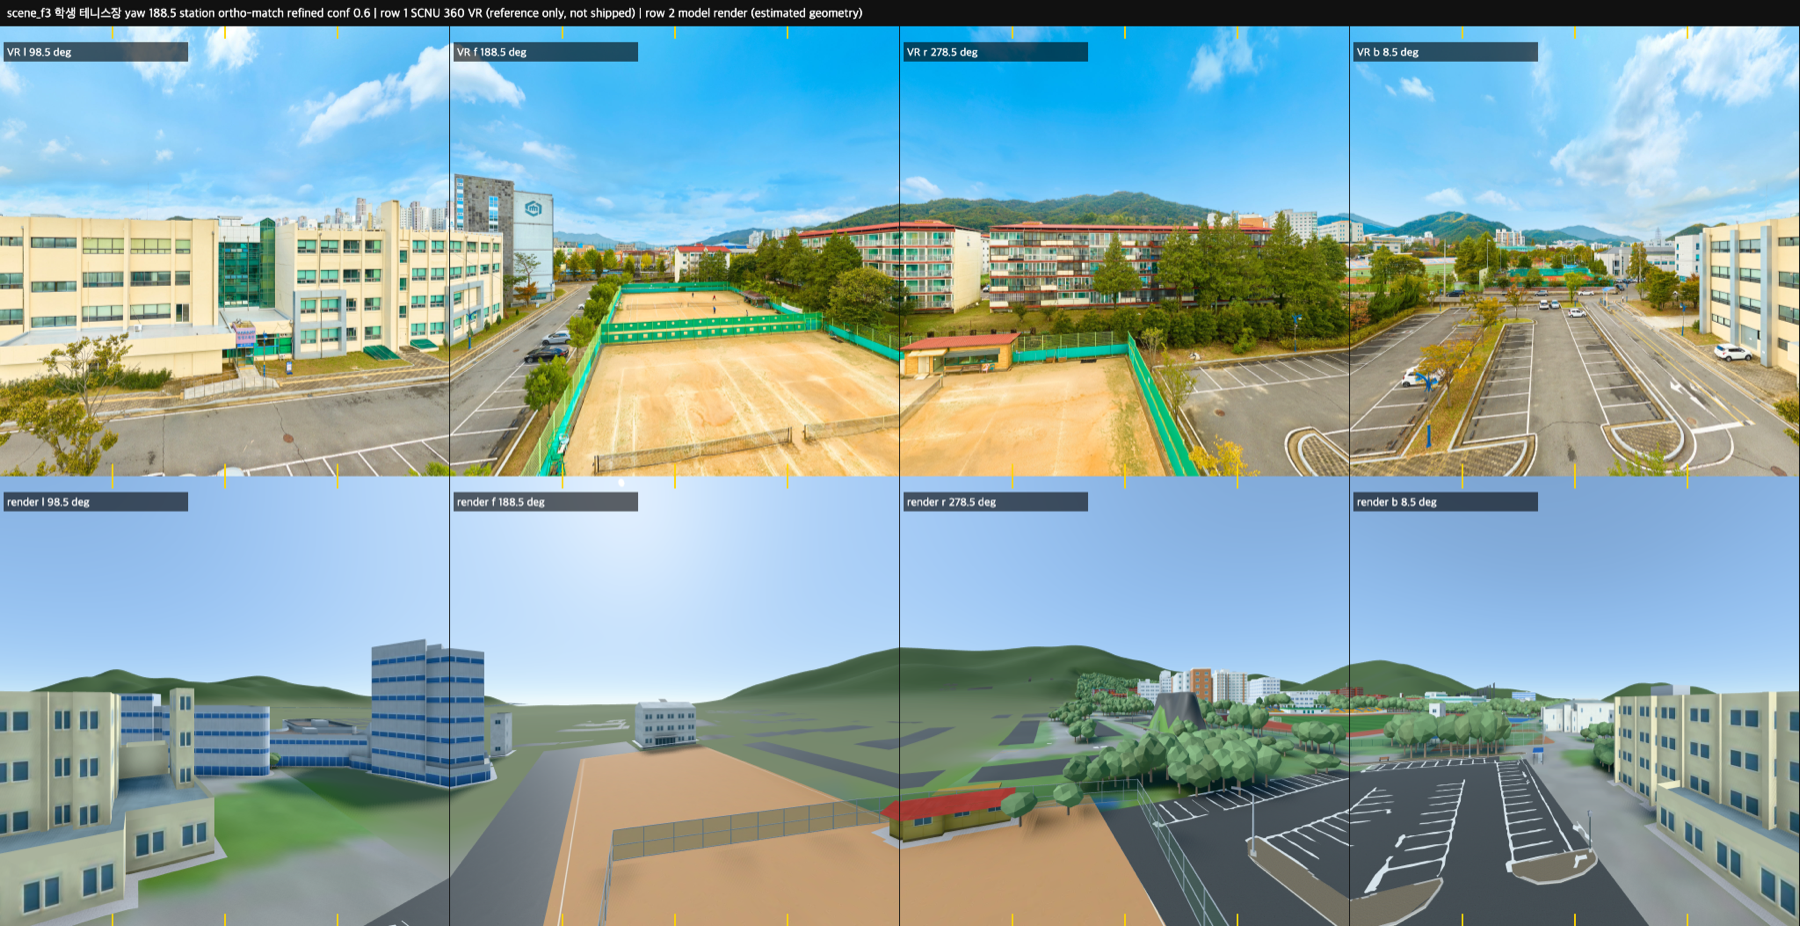 scene_f3 학생 테니스장 yaw 188.5 station ortho-match refined conf 0.6 | row 1 SCNU 360 VR (reference only, not shipped) | row 2 model render (estimated geometry)
VR l 98.5 deg
VR f 188.5 deg
VR r 278.5 deg
VR b 8.5 deg
render l 98.5 deg
render f 188.5 deg
render r 278.5 deg
render b 8.5 deg